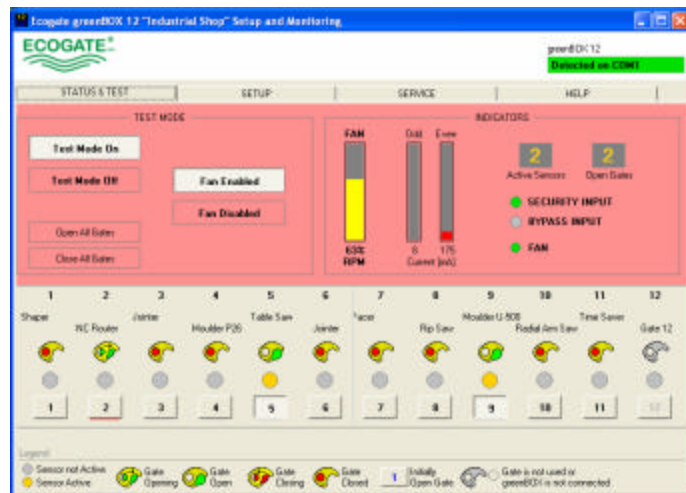 Ecogate greenBOX 12 "Industrial Shop" Setup and Monitoring
ECOGATE
greenBOX 12
Detected on COM1
STATUS & TEST SETUP SERVICE HELP
TEST MODE
Test Mode On
Test Mode Off
Fan Enabled
Fan Disabled
Open All Gates
Close All Gates
INDICATORS
FAN
63%
RPM
Odd Even
8 175
Current [mA]
2 2
Active Sensors Open Gates
SECURITY INPUT
BYPASS INPUT
FAN
1 2 3 4 5 6 7 8 9 10 11 12
Shaper Jointer Table Saw Moulder U-508 Time Saver
NC Router Moulder P26 Jointer Rip Saw Radial Arm Saw Gate 12
1 2 3 4 5 6 7 8 9 10 11 12
Legend
Sensor not Active
Sensor Active
Gate Opening
Gate Open
Gate Closing
Gate Closed
1 Initially Open Gate
Gate is not used or
greenBOX is not connected